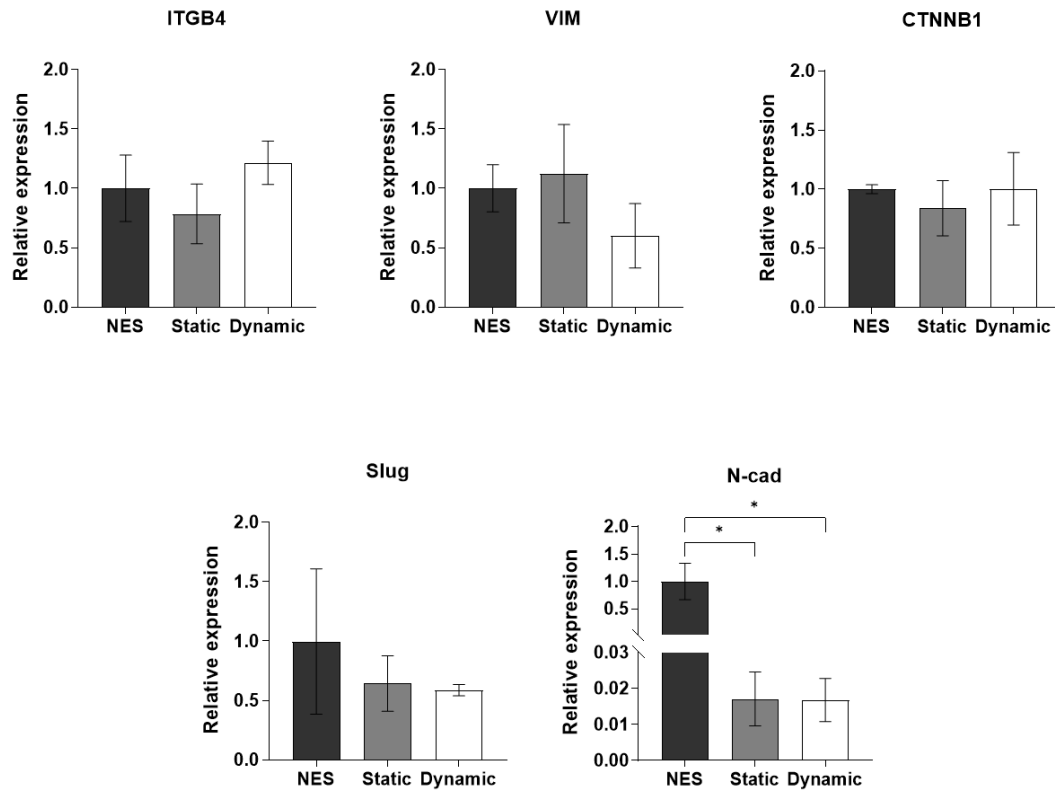 ITGB4
VIM
CTNNB1
Relative expression
2.0
1.5
1.0
0.5
0.0
NES Static Dynamic
Relative expression
2.0
1.5
1.0
0.5
0.0
NES Static Dynamic
Relative expression
2.0
1.5
1.0
0.5
0.0
NES Static Dynamic
Slug
Relative expression
2.0
1.5
1.0
0.5
0.0
NES Static Dynamic
N-cad
*
*
Relative expression
2.0
1.5
1.0
0.5
0.03
0.02
0.01
0.00
NES Static Dynamic